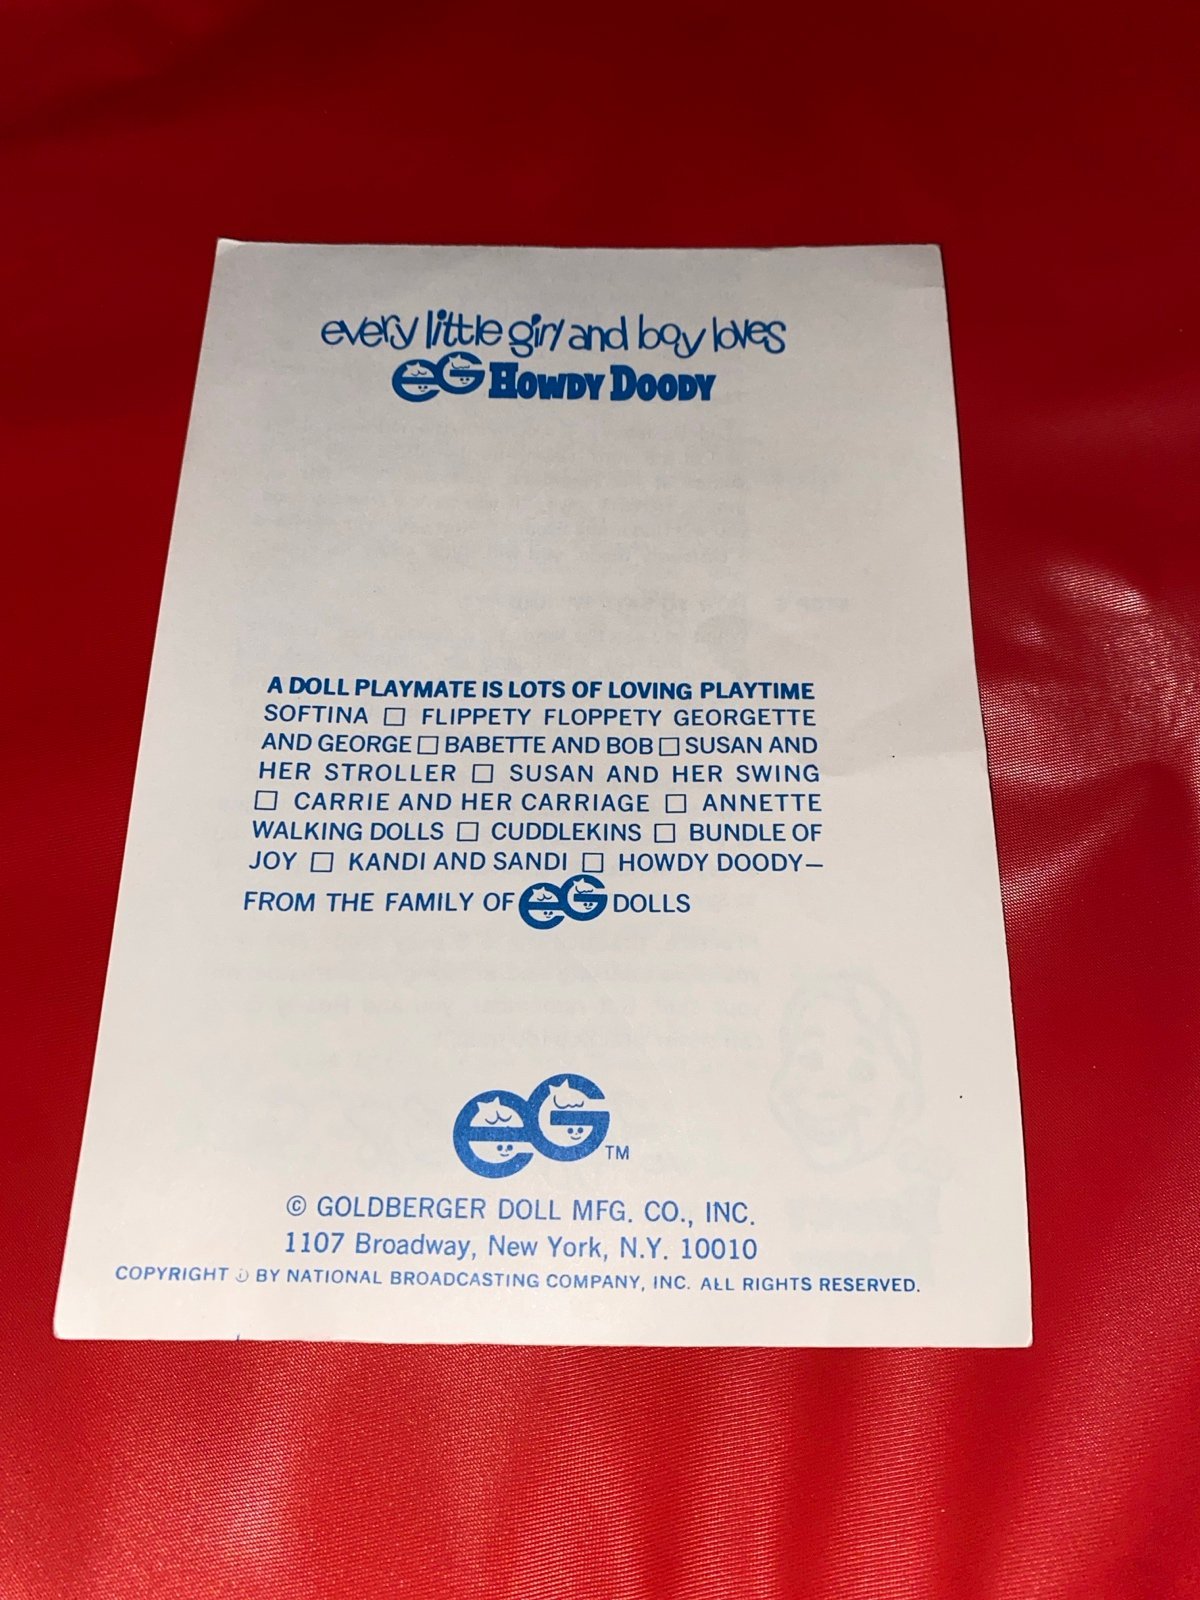 every little girl and boy loves
eG HOWDY DOODY
A DOLL PLAYMATE IS LOTS OF LOVING PLAYTIME
SOFTINA □ FLIPPETY FLOPPETY GEORGETTE
AND GEORGE □ BABETTE AND BOB □ SUSAN AND
HER STROLLER □ SUSAN AND HER SWING
□ CARRIE AND HER CARRIAGE □ ANNETTE
WALKING DOLLS □ CUDDLEKINS □ BUNDLE OF
JOY □ KANDI AND SANDI □ HOWDY DOODY—
FROM THE FAMILY OF eG DOLLS
eG TM
© GOLDBERGER DOLL MFG. CO., INC.
1107 Broadway, New York, N.Y. 10010
COPYRIGHT BY NATIONAL BROADCASTING COMPANY, INC. ALL RIGHTS RESERVED.